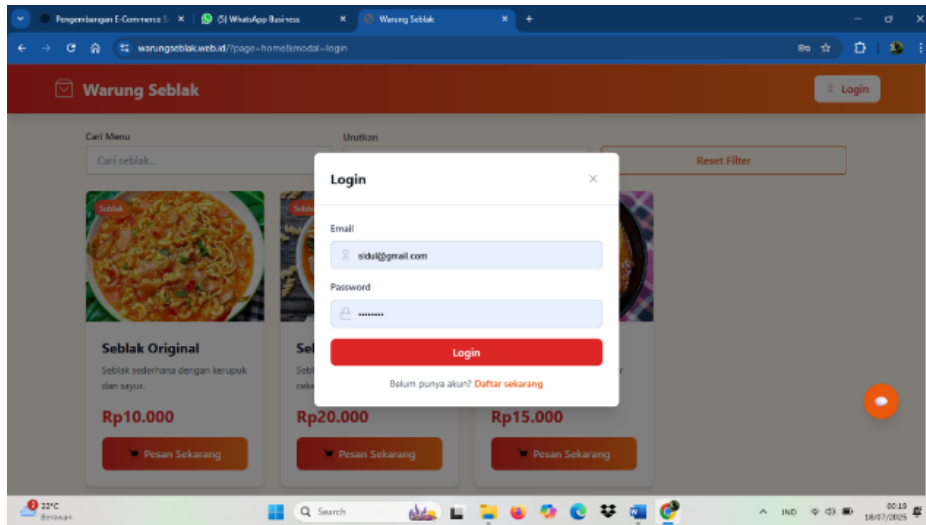 Pengembangan E-Commerce S
(5) WhatsApp Business
Warung Seblak
warungseblak.web.id/?page=home&modal=login
Warung Seblak
Login
Cari Menu
Urutkan
Cari seblak...
Reset Filter
Login
Email
sidul@gmail.com
Password
Login
Belum punya akun? Daftar sekarang
Seblak
Seblak Original
Seblak sederhana dengan kerupuk
dan sayur.
Rp10.000
Rp20.000
Rp15.000
Pesan Sekarang
Pesan Sekarang
Pesan Sekarang
2
22°C
Berawan
Search
IND
00:19
18/07/2025